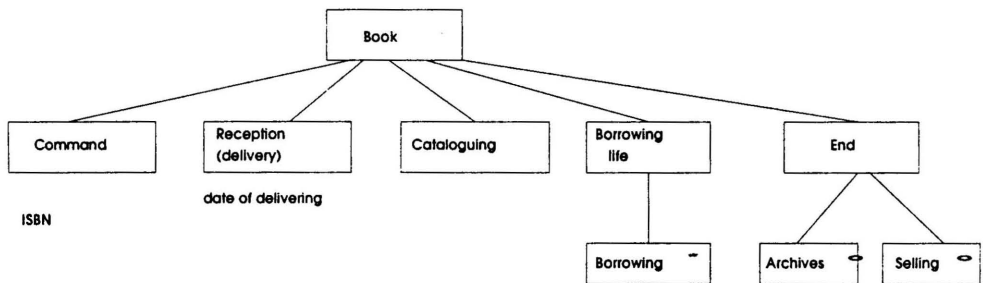 Book
Command
Reception
(delivery)
Cataloguing
Borrowing
life
End
date of delivering
ISBN
Borrowing *
Archives o
Selling o